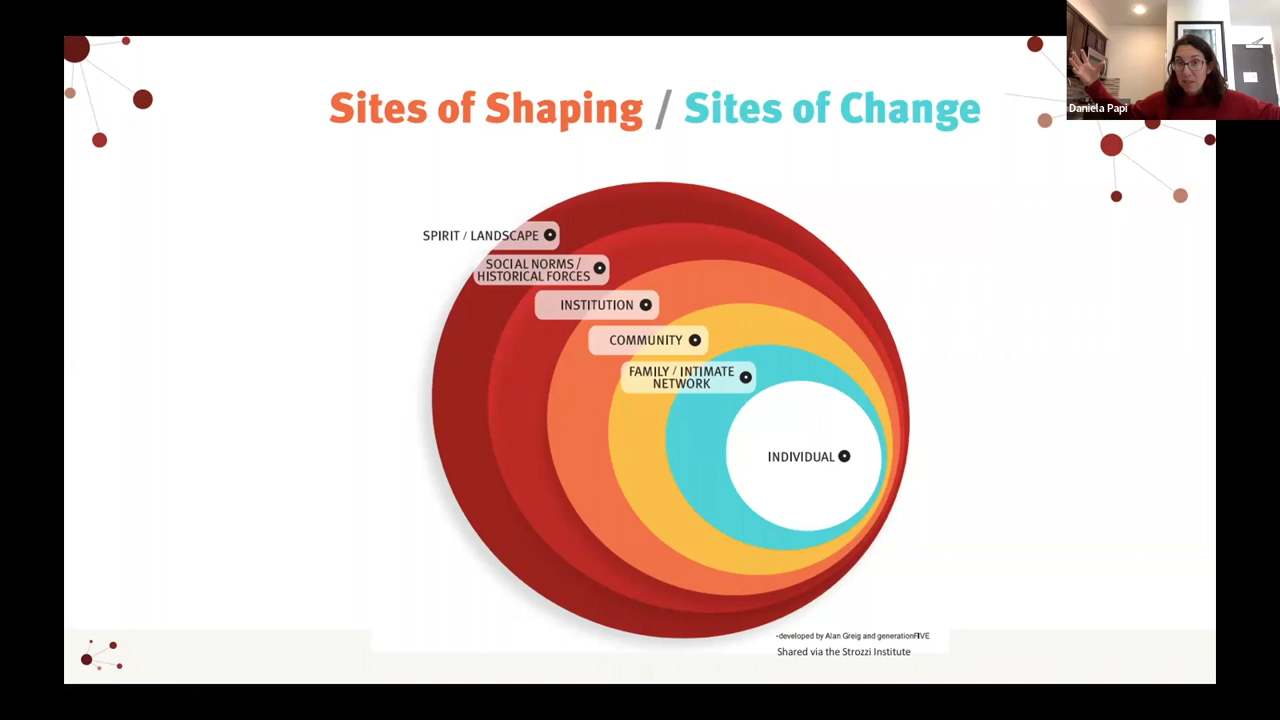 Daniela Papi
Sites of Shaping / Sites of Change
SPIRIT / LANDSCAPE
SOCIAL NORMS /
HISTORICAL FORCES
INSTITUTION
COMMUNITY
FAMILY / INTIMATE
NETWORK
INDIVIDUAL
-developed by Alan Greig and generationFIVE
Shared via the Strozzi Institute